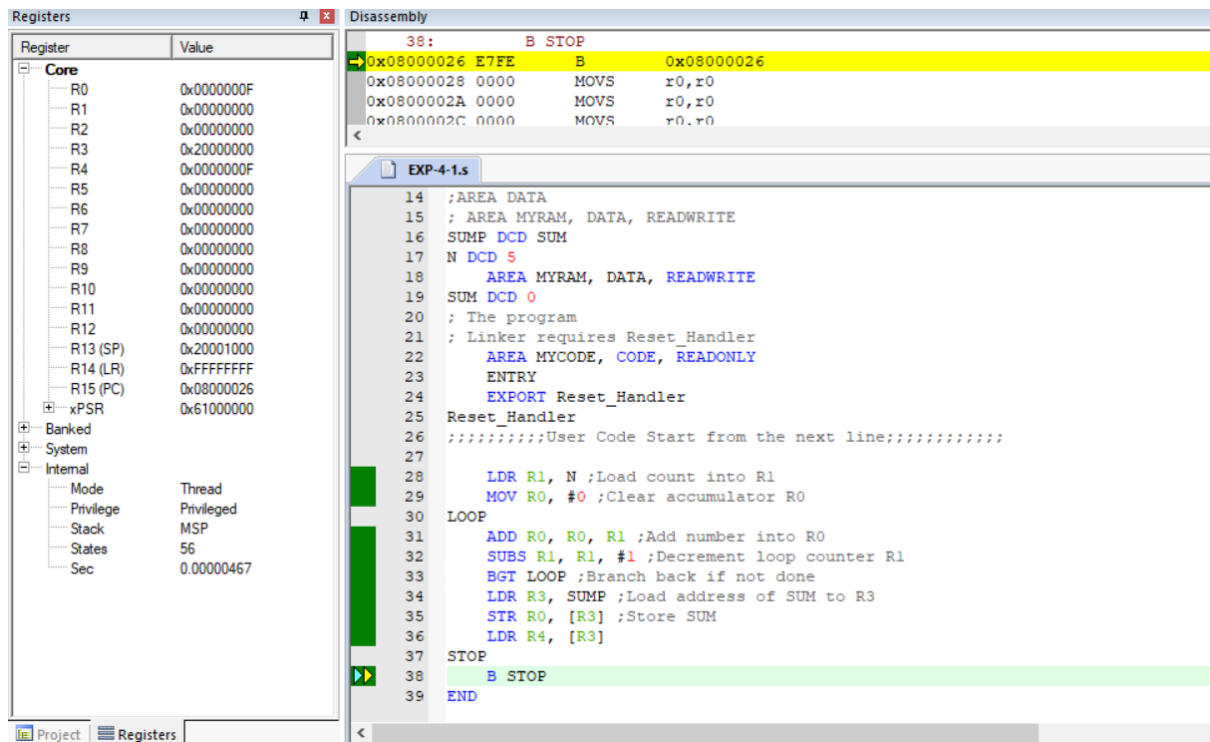 Registers
Register Value
Core
R0 0x0000000F
R1 0x00000000
R2 0x00000000
R3 0x20000000
R4 0x0000000F
R5 0x00000000
R6 0x00000000
R7 0x00000000
R8 0x00000000
R9 0x00000000
R10 0x00000000
R11 0x00000000
R12 0x00000000
R13 (SP) 0x20001000
R14 (LR) 0xFFFFFFFF
R15 (PC) 0x08000026
xPSR 0x61000000
Banked
System
Internal
Mode Thread
Privilege Privileged
Stack MSP
States 56
Sec 0.00000467
Project Registers
Disassembly
38: B STOP
0x08000026 E7FE B 0x08000026
0x08000028 0000 MOVS r0,r0
0x0800002A 0000 MOVS r0,r0
0x0800002C 0000 MOVS r0,r0
EXP-4-1.s
14 ;AREA DATA
15 ; AREA MYRAM, DATA, READWRITE
16 SUMP DCD SUM
17 N DCD 5
18 AREA MYRAM, DATA, READWRITE
19 SUM DCD 0
20 ; The program
21 ; Linker requires Reset_Handler
22 AREA MYCODE, CODE, READONLY
23 ENTRY
24 EXPORT Reset_Handler
25 Reset_Handler
26 ;;;;;;;;;;User Code Start from the next line;;;;;;;;;;;;
27
28 LDR R1, N ;Load count into R1
29 MOV R0, #0 ;Clear accumulator R0
30 LOOP
31 ADD R0, R0, R1 ;Add number into R0
32 SUBS R1, R1, #1 ;Decrement loop counter R1
33 BGT LOOP ;Branch back if not done
34 LDR R3, SUMP ;Load address of SUM to R3
35 STR R0, [R3] ;Store SUM
36 LDR R4, [R3]
37 STOP
38 B STOP
39 END